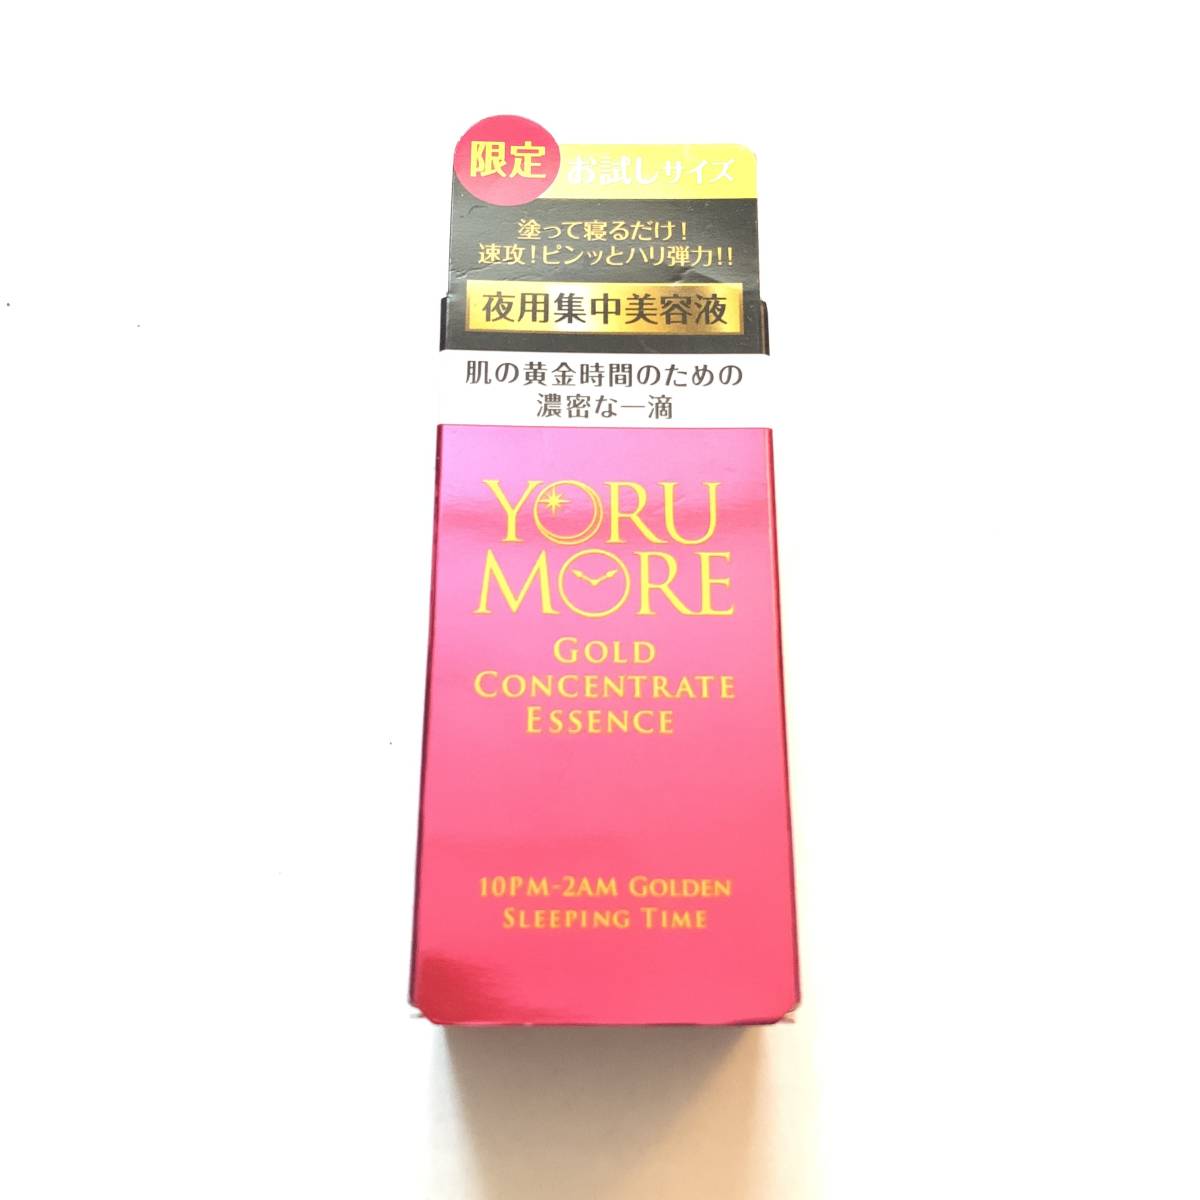 限定 お試しサイズ
塗って寝るだけ!
速攻!ピンッとハリ弾力!!
夜用集中美容液
肌の黄金時間のための
濃密な一滴
YORU
MORE
GOLD
CONCENTRATE
ESSENCE
10PM-2AM GOLDEN
SLEEPING TIME